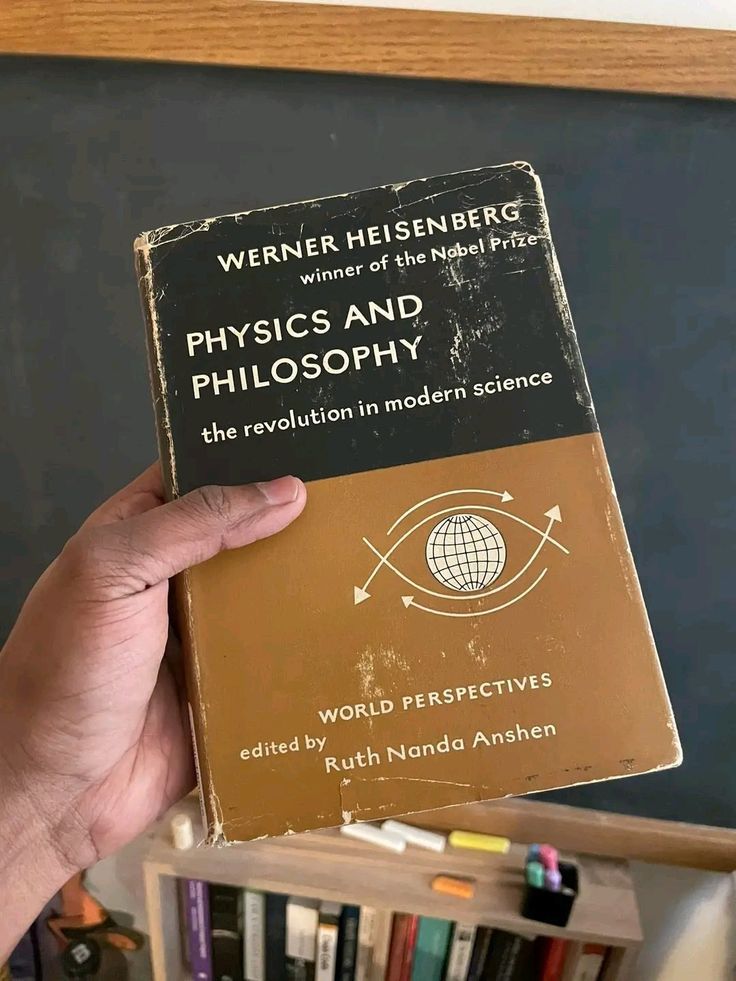 WERNER HEISENBERG
winner of the Nobel Prize
PHYSICS AND
PHILOSOPHY
the revolution in modern science
WORLD PERSPECTIVES
edited by
Ruth Nanda Anshen